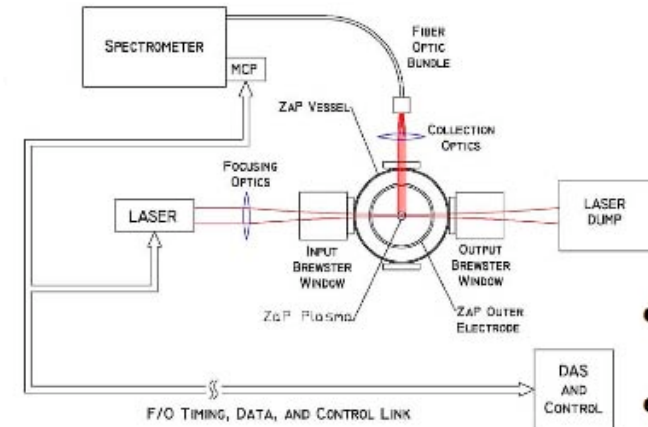 SPECTROMETER
MCP
FIBER
OPTIC
BUNDLE
ZAP VESSEL
COLLECTION
OPTICS
FOCUSING
OPTICS
LASER
LASER
DUMP
INPUT
BREWSTER
WINDOW
OUTPUT
BREWSTER
WINDOW
ZAP PLASMA
ZAP OUTER
ELECTRODE
DAS
AND
CONTROL
F/O TIMING, DATA, AND CONTROL LINK